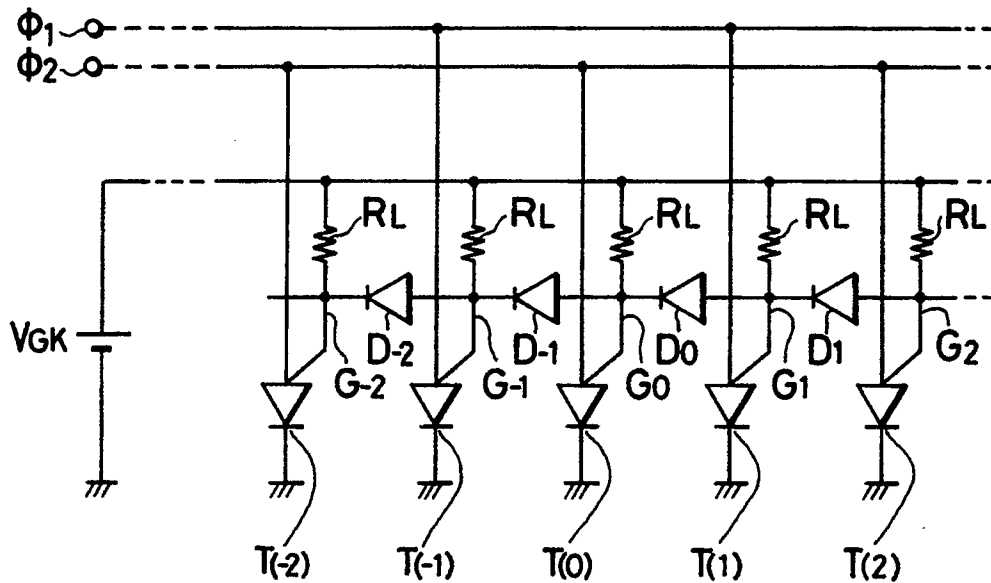 Φ1
Φ2
RL RL RL RL RL
VGK
D-2 D-1 D0 D1
G-2 G-1 G0 G1 G2
T(-2) T(-1) T(0) T(1) T(2)